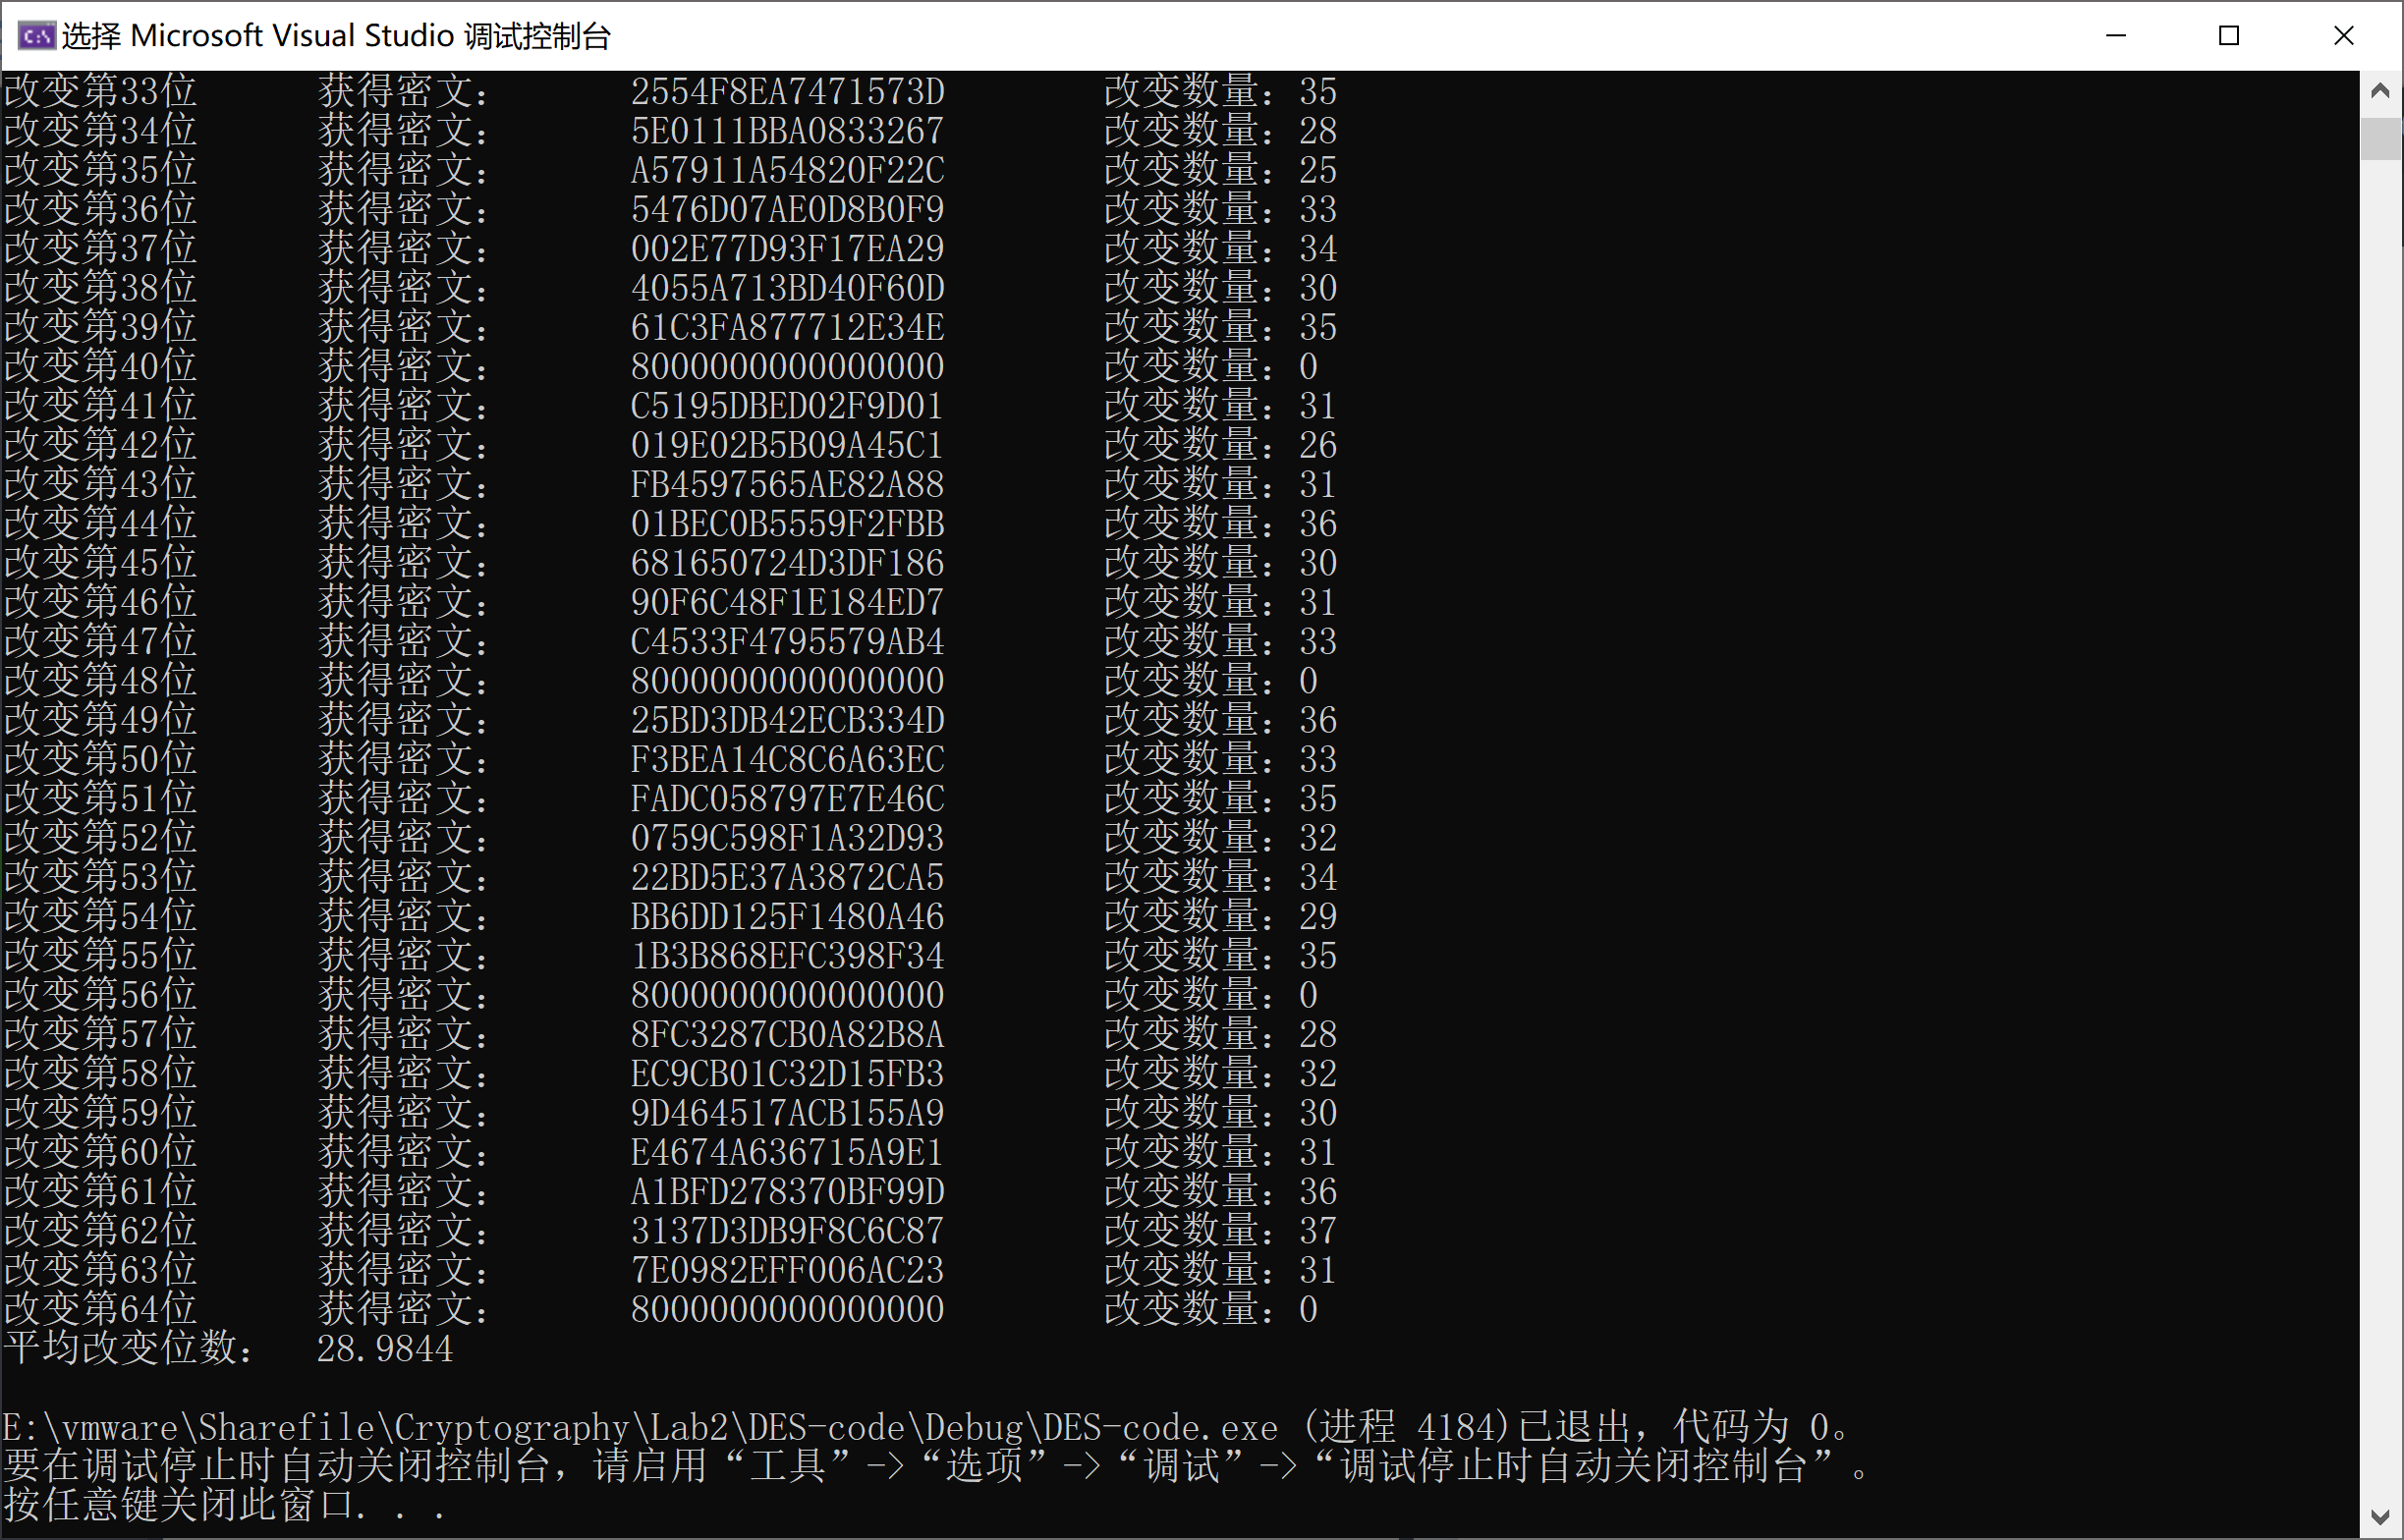 选择 Microsoft Visual Studio 调试控制台
改变第33位 获得密文: 2554F8EA7471573D 改变数量: 35
改变第34位 获得密文: 5E0111BBA0833267 改变数量: 28
改变第35位 获得密文: A57911A54820F22C 改变数量: 25
改变第36位 获得密文: 5476D07AE0D8B0F9 改变数量: 33
改变第37位 获得密文: 002E77D93F17EA29 改变数量: 34
改变第38位 获得密文: 4055A713BD40F60D 改变数量: 30
改变第39位 获得密文: 61C3FA877712E34E 改变数量: 35
改变第40位 获得密文: 8000000000000000 改变数量: 0
改变第41位 获得密文: C5195DBED02F9D01 改变数量: 31
改变第42位 获得密文: 019E02B5B09A45C1 改变数量: 26
改变第43位 获得密文: FB4597565AE82A88 改变数量: 31
改变第44位 获得密文: 01BEC0B5559F2FBB 改变数量: 36
改变第45位 获得密文: 681650724D3DF186 改变数量: 30
改变第46位 获得密文: 90F6C48F1E184ED7 改变数量: 31
改变第47位 获得密文: C4533F4795579AB4 改变数量: 33
改变第48位 获得密文: 8000000000000000 改变数量: 0
改变第49位 获得密文: 25BD3DB42ECB334D 改变数量: 36
改变第50位 获得密文: F3BEA14C8C6A63EC 改变数量: 33
改变第51位 获得密文: FADC058797E7E46C 改变数量: 35
改变第52位 获得密文: 0759C598F1A32D93 改变数量: 32
改变第53位 获得密文: 22BD5E37A3872CA5 改变数量: 34
改变第54位 获得密文: BB6DD125F1480A46 改变数量: 29
改变第55位 获得密文: 1B3B868EFC398F34 改变数量: 35
改变第56位 获得密文: 8000000000000000 改变数量: 0
改变第57位 获得密文: 8FC3287CB0A82B8A 改变数量: 28
改变第58位 获得密文: EC9CB01C32D15FB3 改变数量: 32
改变第59位 获得密文: 9D464517ACB155A9 改变数量: 30
改变第60位 获得密文: E4674A636715A9E1 改变数量: 31
改变第61位 获得密文: A1BFD278370BF99D 改变数量: 36
改变第62位 获得密文: 3137D3DB9F8C6C87 改变数量: 37
改变第63位 获得密文: 7E0982EFF006AC23 改变数量: 31
改变第64位 获得密文: 8000000000000000 改变数量: 0
平均改变位数: 28.9844
E:\vmware\Sharefile\Cryptography\Lab2\DES-code\Debug\DES-code.exe (进程 4184)已退出，代码为 0。
要在调试停止时自动关闭控制台，请启用“工具”->“选项”->“调试”->“调试停止时自动关闭控制台”。
按任意键关闭此窗口. . .